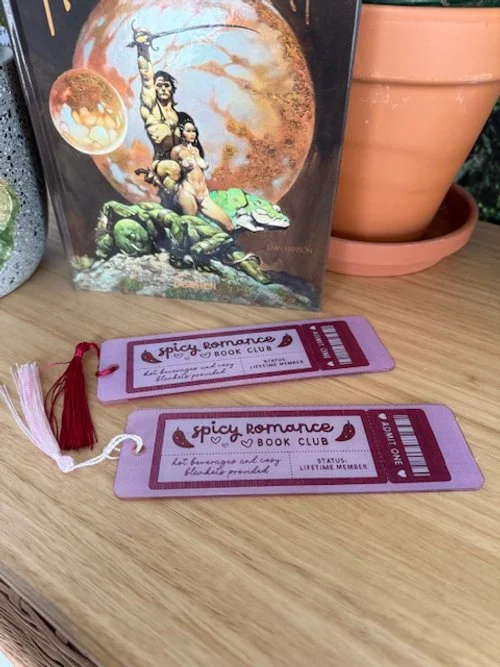 spicy Romance
BOOK CLUB
hot beverages and cozy
blankets provided
STATUS:
LIFETIME MEMBER
ADMIT ONE
spicy Romance
BOOK CLUB
hot beverages and cozy
blankets provided
STATUS:
LIFETIME MEMBER
ADMIT ONE